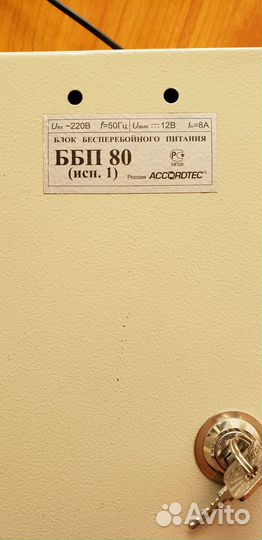 Uвх ~220В f=50Гц Uвых ⎓12В Iн=8А
БЛОК БЕСПЕРЕБОЙНОГО ПИТАНИЯ
ББП 80
(исп. 1)
Россия ACCORDTEC
Avito